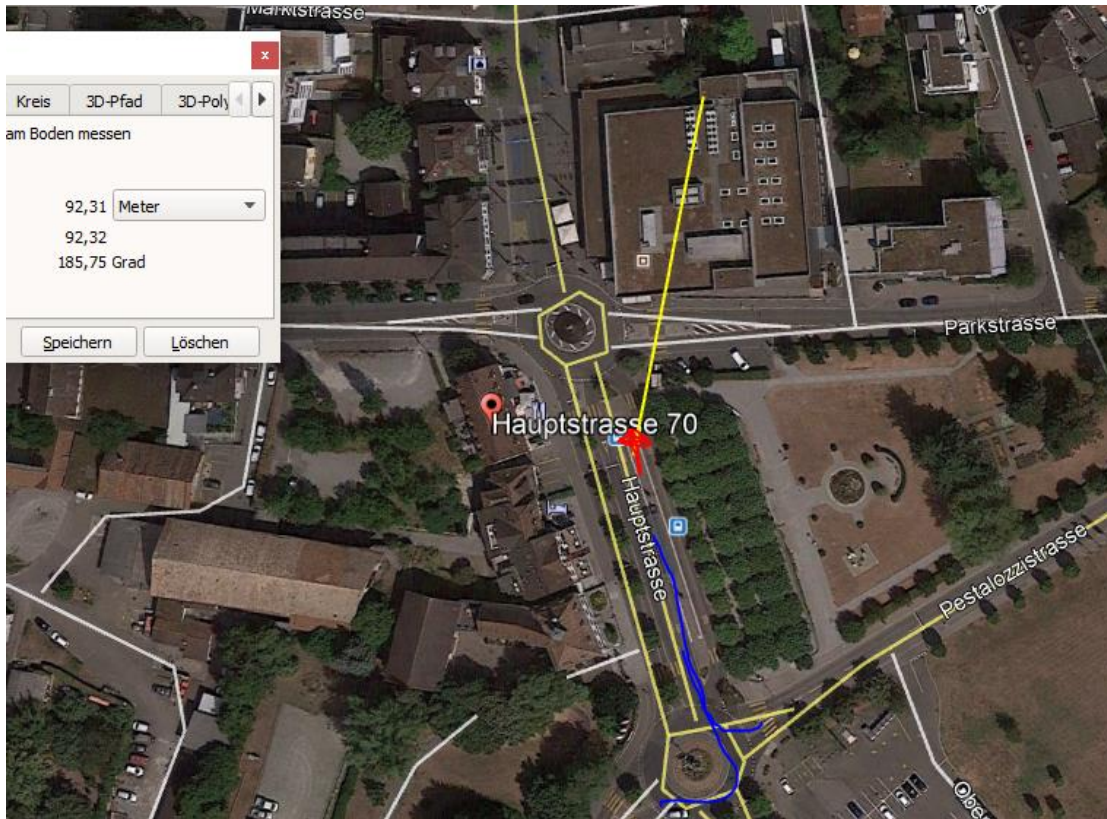 Marktstrasse
x
Kreis
3D-Pfad
3D-Poly
am Boden messen
92,31 Meter
92,32
185,75 Grad
Speichern
Löschen
Parkstrasse
Hauptstrasse 70
Hauptstrasse
Pestalozzistrasse
Ober